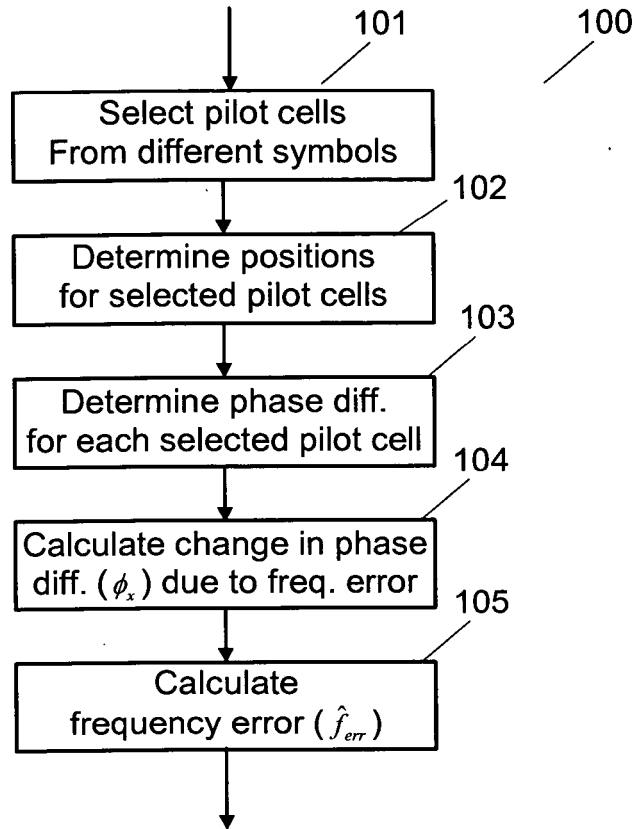 101
100
Select pilot cells
From different symbols
102
Determine positions
for selected pilot cells
103
Determine phase diff.
for each selected pilot cell
104
Calculate change in phase
diff. (ϕₓ) due to freq. error
105
Calculate
frequency error (f̂ₑᵣᵣ)